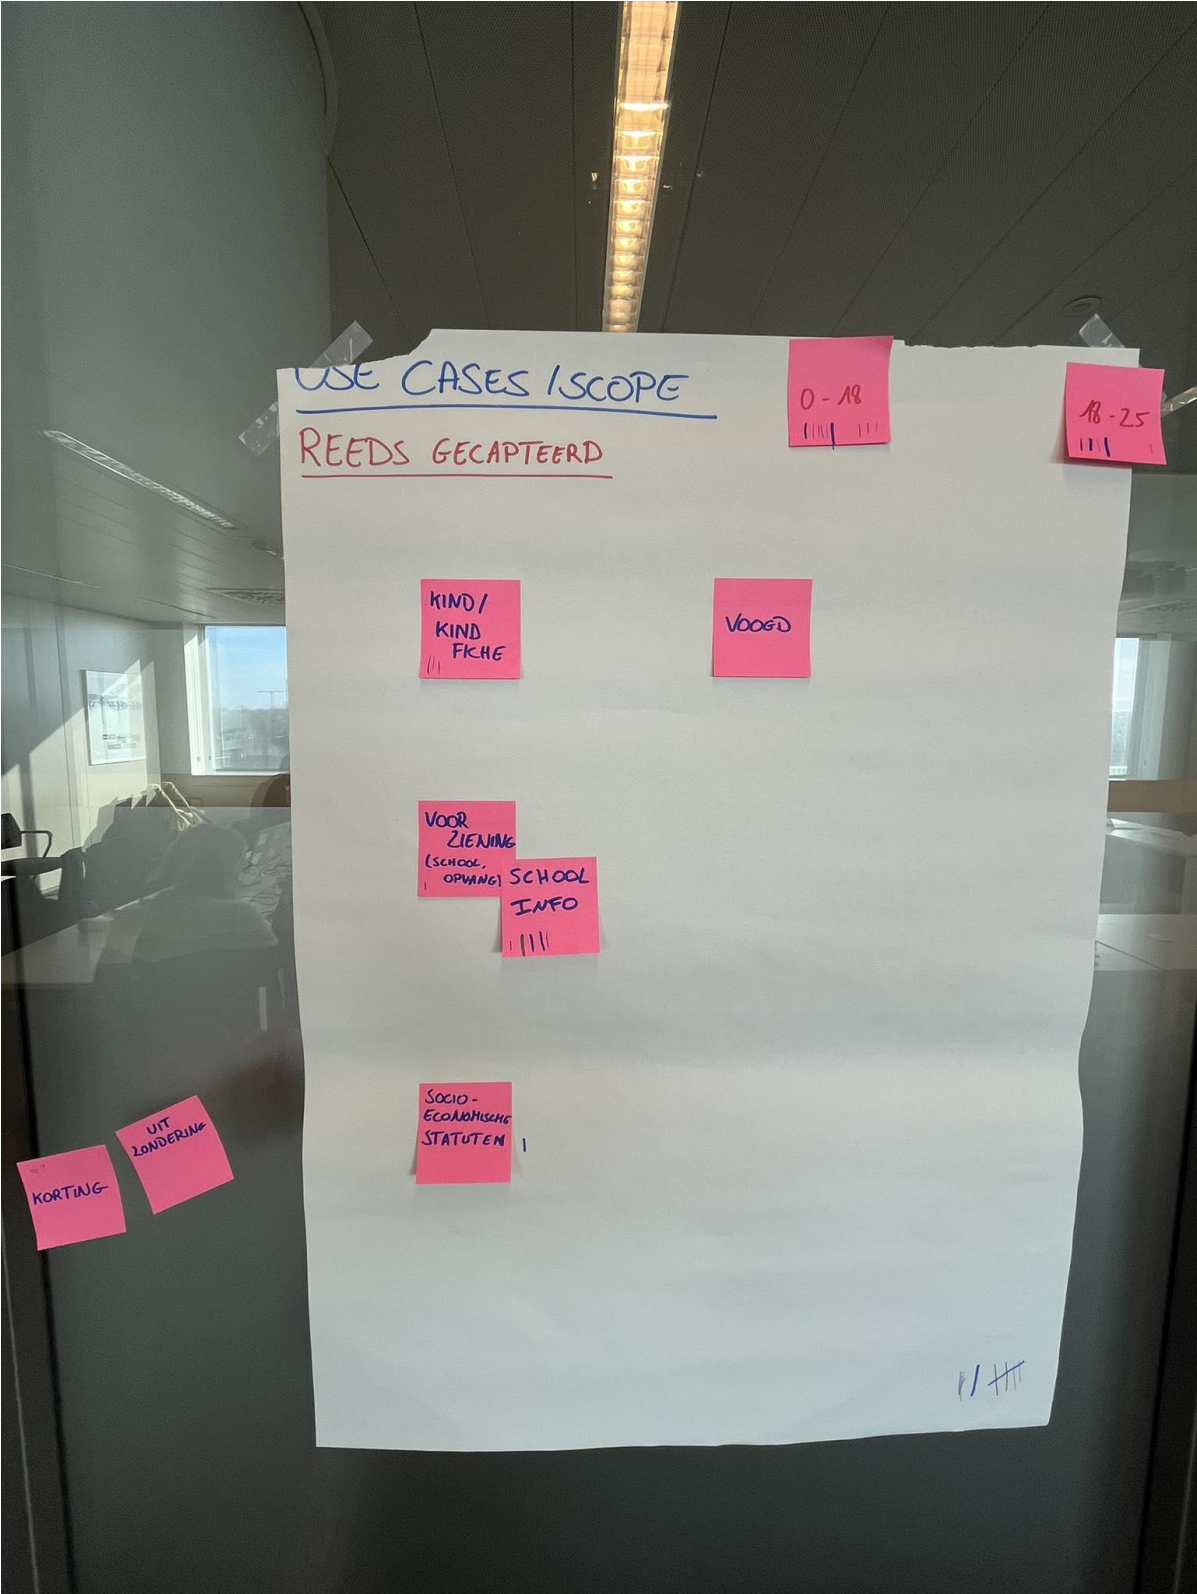 USE CASES / SCOPE
REEDS GECAPTEERD
0-18
18-25
KIND/
KIND
FICHE
VOOGD
VOOR
ZIENING
(SCHOOL,
OPVANG)
SCHOOL
INFO
SOCIO-
ECONOMISCHE
STATUTEN
UIT
ZONDERING
KORTING